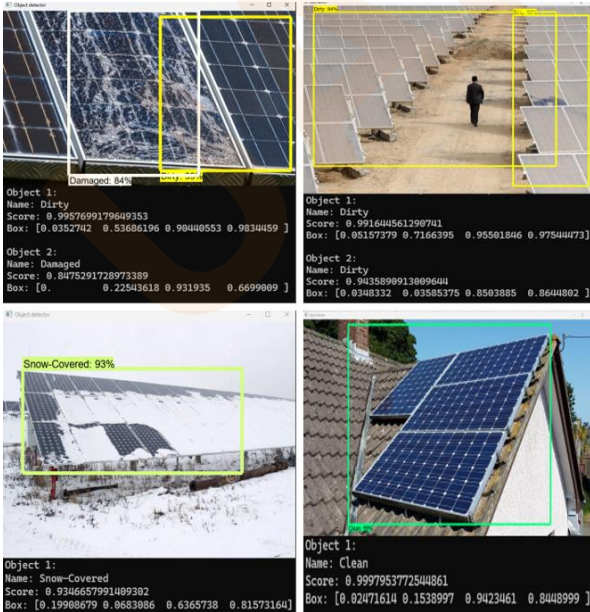 Object detector
Damaged: 84%
Object 1:
Name: Dirty
Score: 0.9957699179649353
Box: [0.0352742 0.53686196 0.90440553 0.9834459 ]
Object 2:
Name: Damaged
Score: 0.8475291728973389
Box: [0. 0.22543618 0.931935 0.6699009 ]
Dirty: 94%
Object 1:
Name: Dirty
Score: 0.991644561290741
Box: [0.05157379 0.7166395 0.95501846 0.97544473]
Object 2:
Name: Dirty
Score: 0.9435890913009644
Box: [0.0348332 0.03585375 0.8503885 0.8644802 ]
Object detector
Snow-Covered: 93%
Object 1:
Name: Snow-Covered
Score: 0.9346657991409302
Box: [0.19908679 0.0683086 0.6365738 0.81573164]
Object 1:
Name: Clean
Score: 0.9997953772544861
Box: [0.02471614 0.1538997 0.9423461 0.8448999 ]